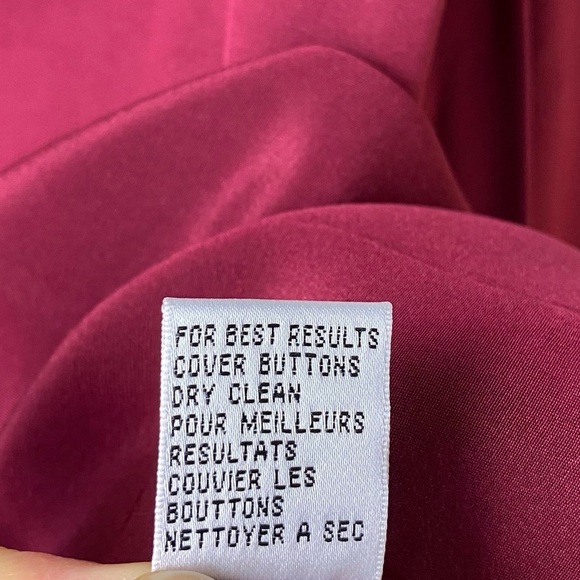 FOR BEST RESULTS
COVER BUTTONS
DRY CLEAN
POUR MEILLEURS
RESULTATS
COUVIER LES
BOUTTONS
NETTOYER A SEC